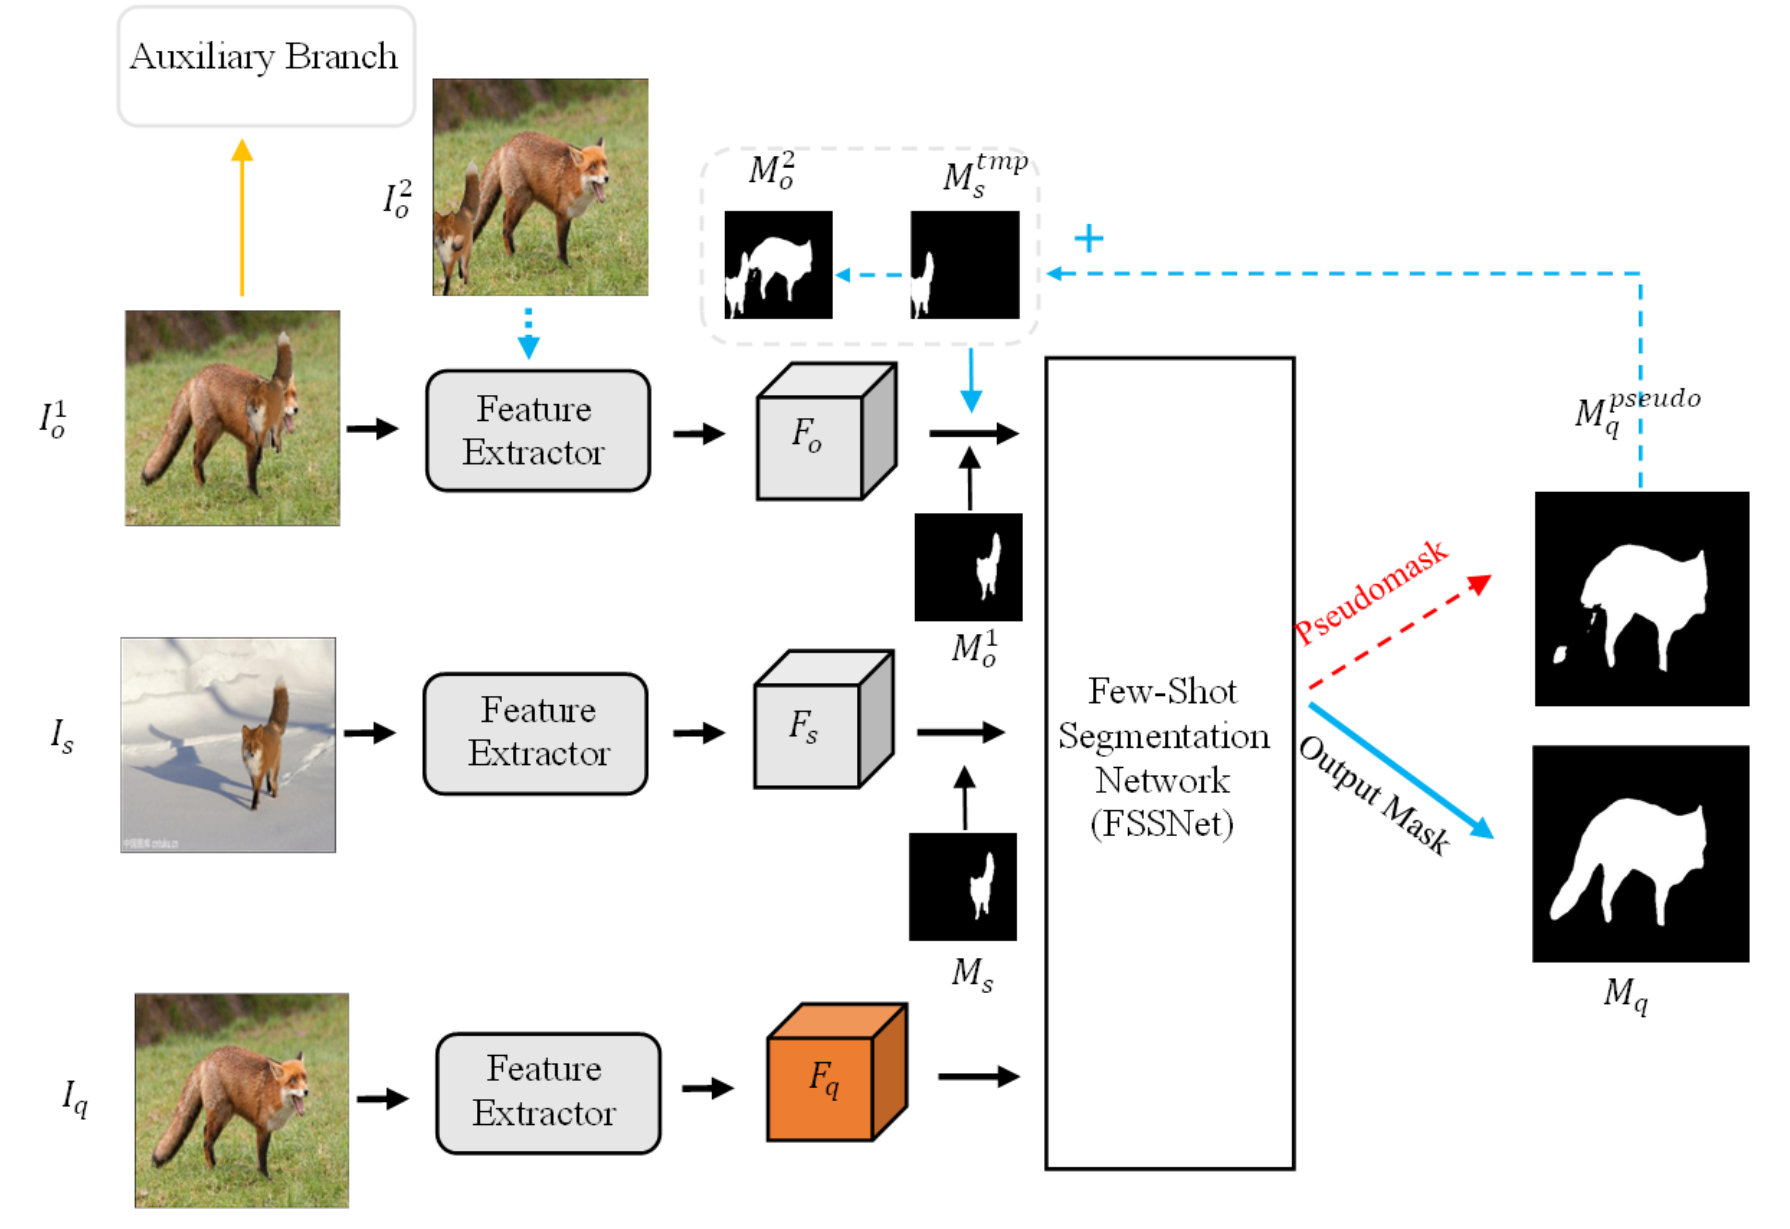 Auxiliary Branch
I_o^2
M_o^2
M_s^{tmp}
+
I_o^1
Feature
Extractor
F_o
M_q^{pseudo}
M_o^1
Pseudomask
I_s
Feature
Extractor
F_s
Few-Shot
Segmentation
Network
(FSSNet)
Output Mask
M_s
M_q
I_q
Feature
Extractor
F_q